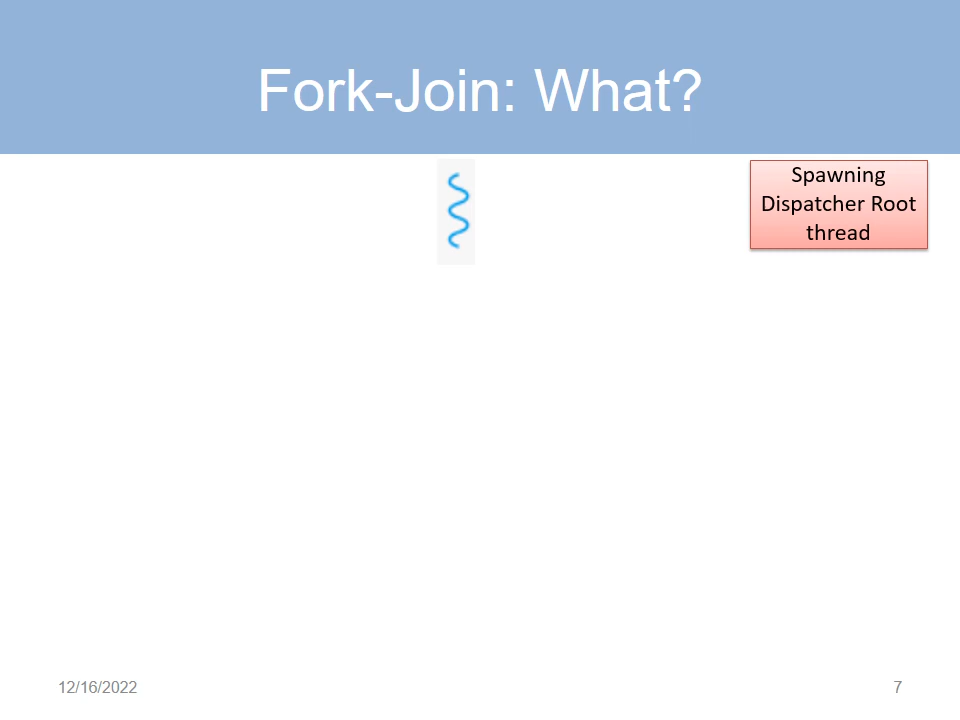 Fork-Join: What?
Spawning
Dispatcher Root
thread
12/16/2022
7